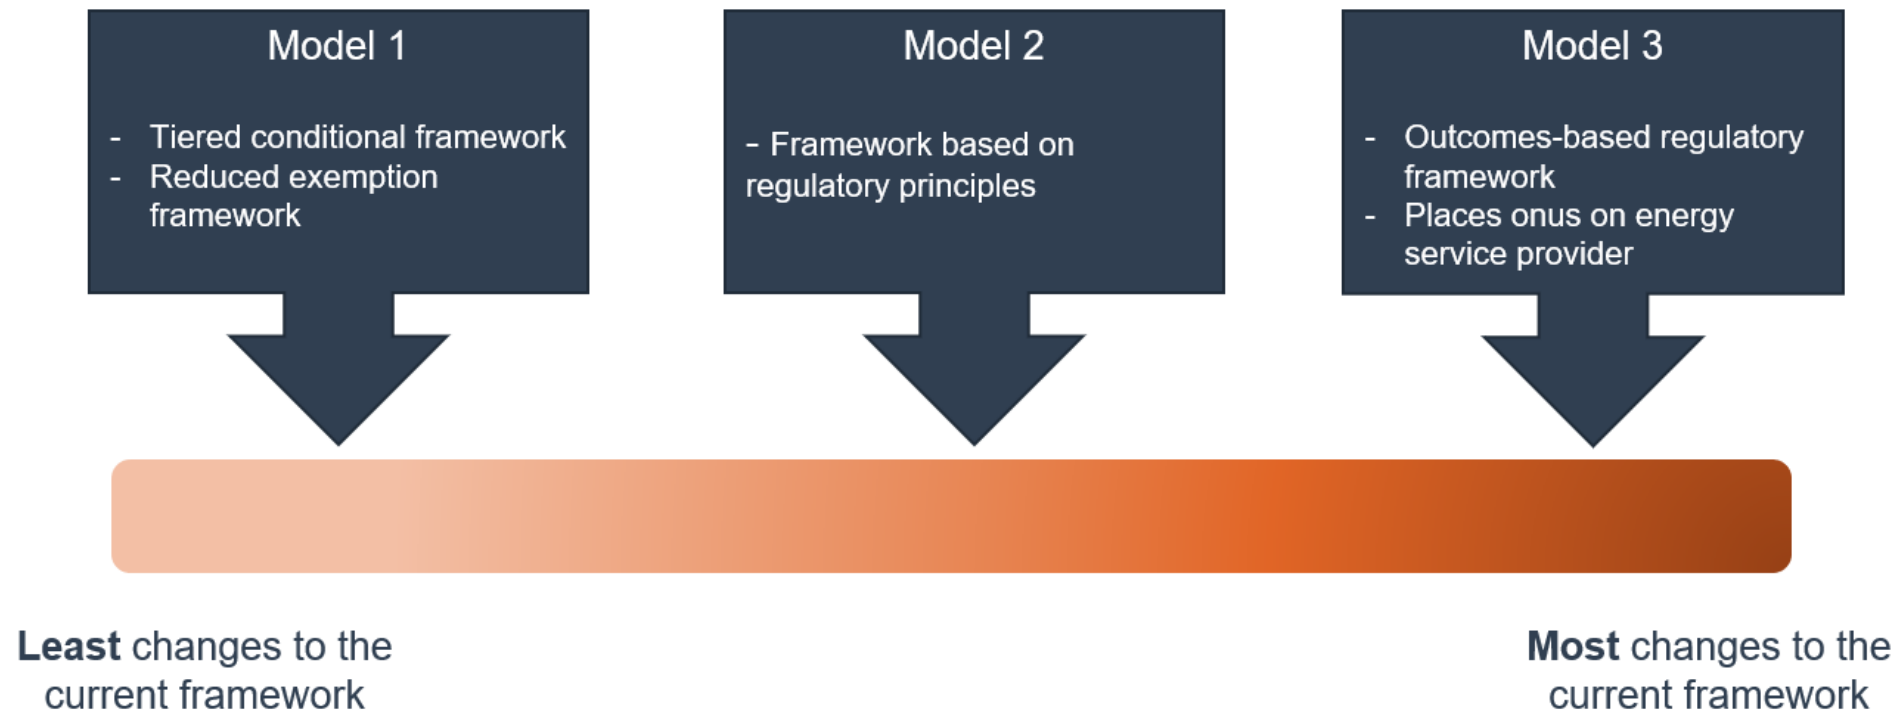 Model 1
- Tiered conditional framework
- Reduced exemption
framework
Model 2
- Framework based on
regulatory principles
Model 3
- Outcomes-based regulatory
framework
- Places onus on energy
service provider
Least changes to the
current framework
Most changes to the
current framework